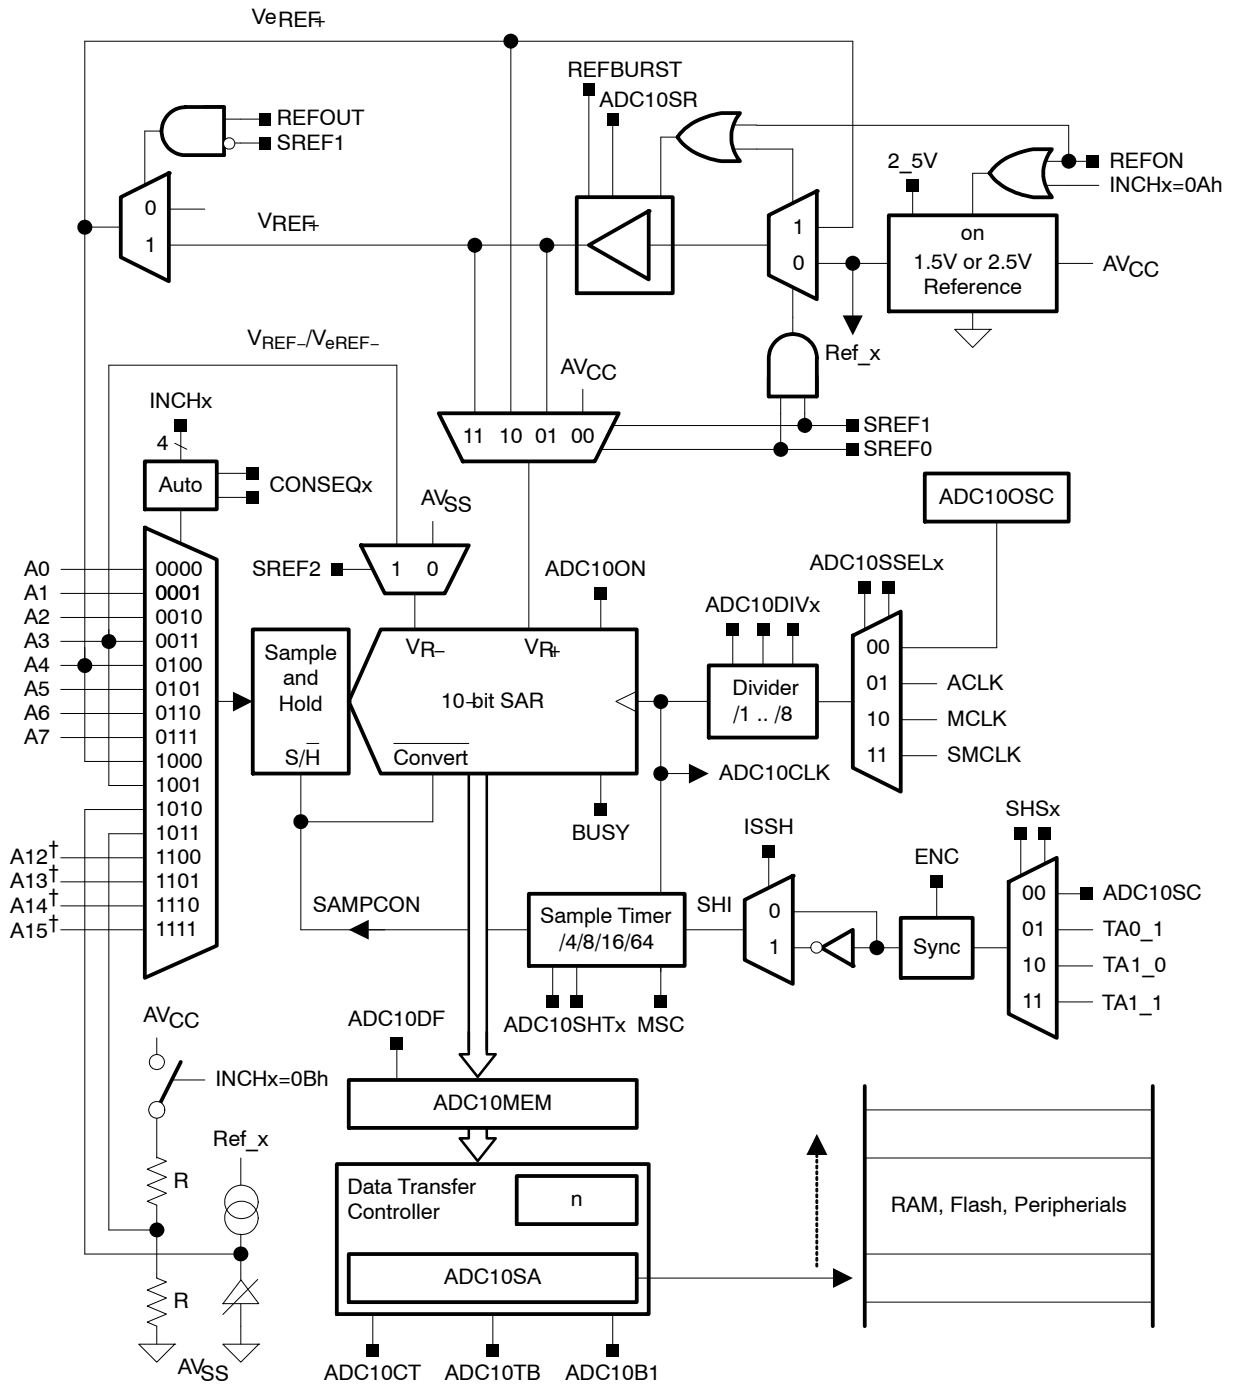 VeREF+
REFBURST
ADC10SR
REFOUT
SREF1
2_5V
REFON
INCHx=0Ah
0
1
VREF+
1
0
on
1.5V or 2.5V
Reference
AVCC
Ref_x
VREF−/VeREF−
AVCC
INCHx
4
11 10 01 00
SREF1
SREF0
Auto
CONSEQx
AVSS
ADC10OSC
SREF2
1 0
ADC10ON
ADC10SSELx
ADC10DIVx
A0
A1
A2
A3
A4
A5
A6
A7
A12†
A13†
A14†
A15†
0000
0001
0010
0011
0100
0101
0110
0111
1000
1001
1010
1011
1100
1101
1110
1111
Sample
and
Hold
S/H
VR−
VR+
10−bit SAR
Convert
Divider
/1 .. /8
00
01
10
11
ACLK
MCLK
SMCLK
ADC10CLK
BUSY
ISSH
SHSx
ENC
SAMPCON
Sample Timer
/4/8/16/64
SHI
0
1
Sync
00
01
10
11
ADC10SC
TA0_1
TA1_0
TA1_1
ADC10SHTx
MSC
AVCC
ADC10DF
INCHx=0Bh
ADC10MEM
Ref_x
R
Data Transfer
Controller
n
RAM, Flash, Peripherials
ADC10SA
R
AVSS
ADC10CT
ADC10TB
ADC10B1